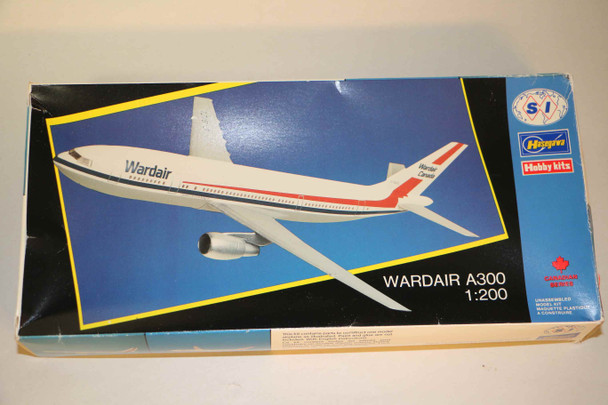 Wardair
Wardair
Canada
WARDAIR A300
1:200
S I
Hasegawa
Hobby kits
CANADIAN
SERIES
UNASSEMBLED
MODEL KIT
MAQUETTE PLASTIQUE
A CONSTRUIRE